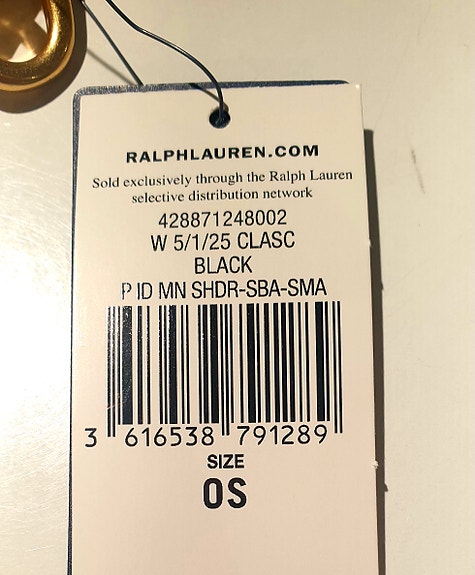 RALPHLAUREN.COM
Sold exclusively through the Ralph Lauren
selective distribution network
428871248002
W 5/1/25 CLASC
BLACK
P ID MN SHDR-SBA-SMA
3 616538 791289
SIZE
OS